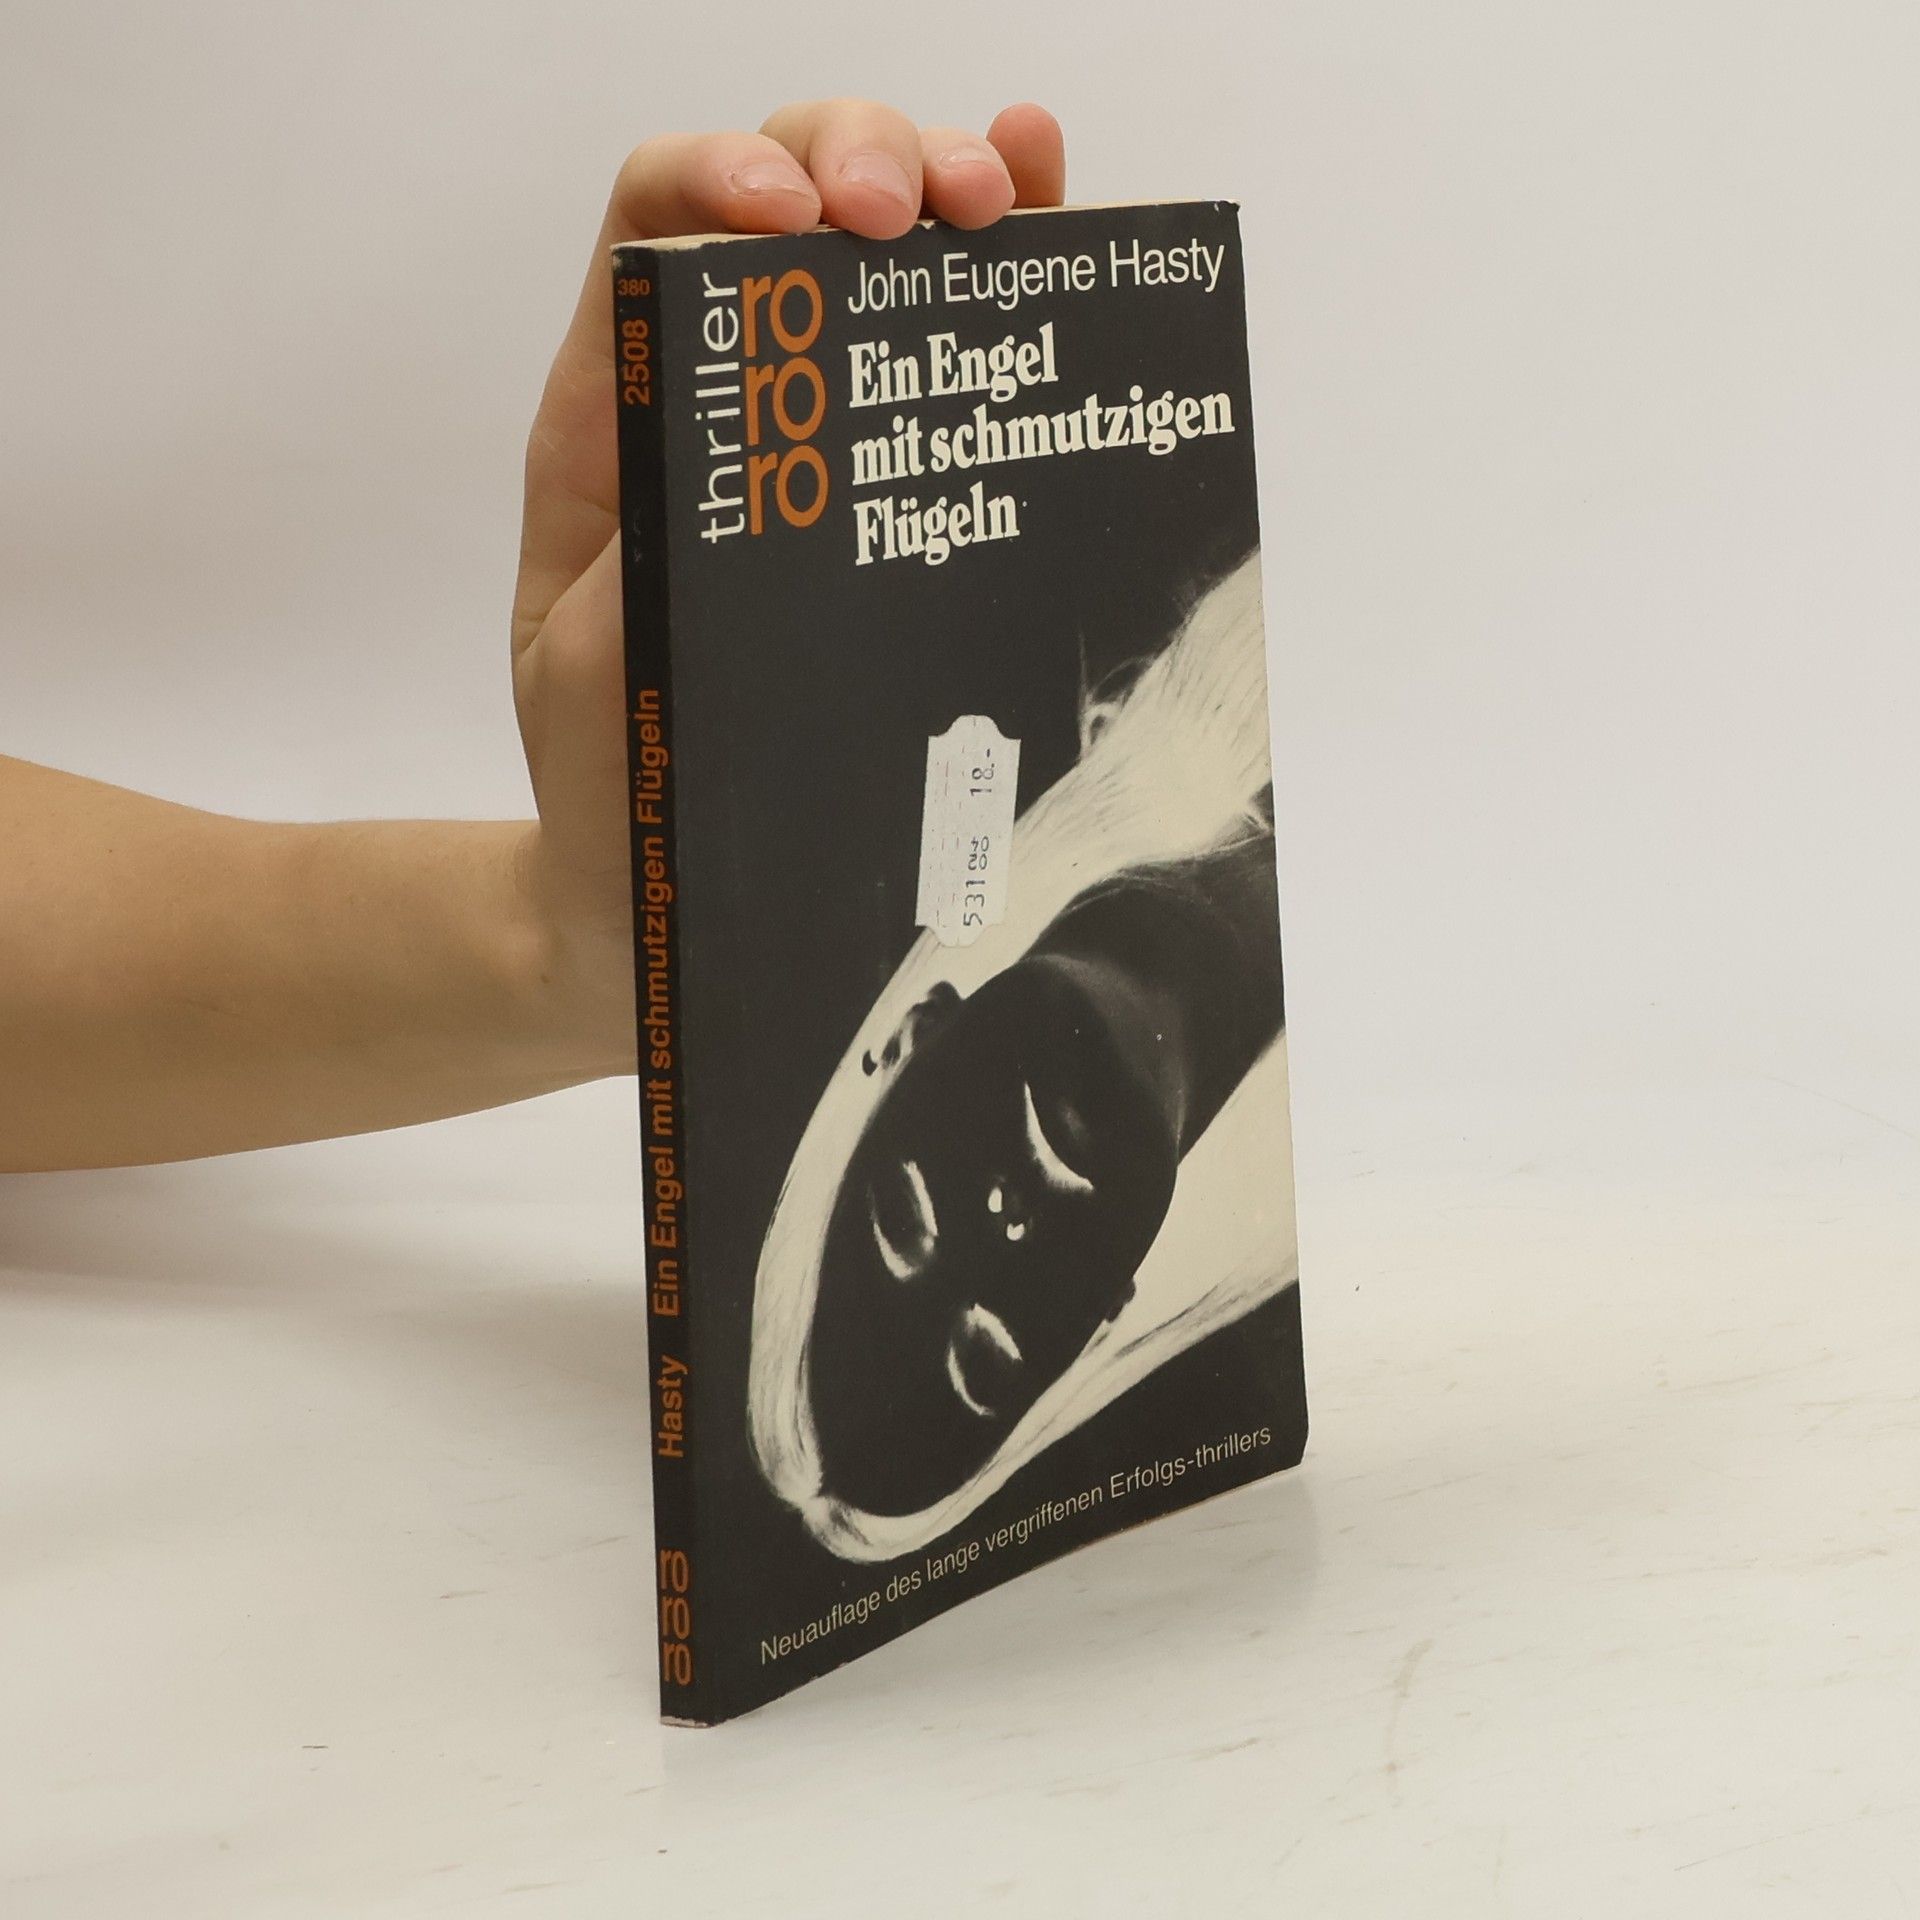 380
2508
Ein Engel mit schmutzigen Flügeln
Hasty
ro
ro
ro
thriller
ro
ro
ro
John Eugene Hasty
Ein Engel
mit schmutzigen
Flügeln
18.-
53184
Neuauflage des lange vergriffenen Erfolgs-thrillers